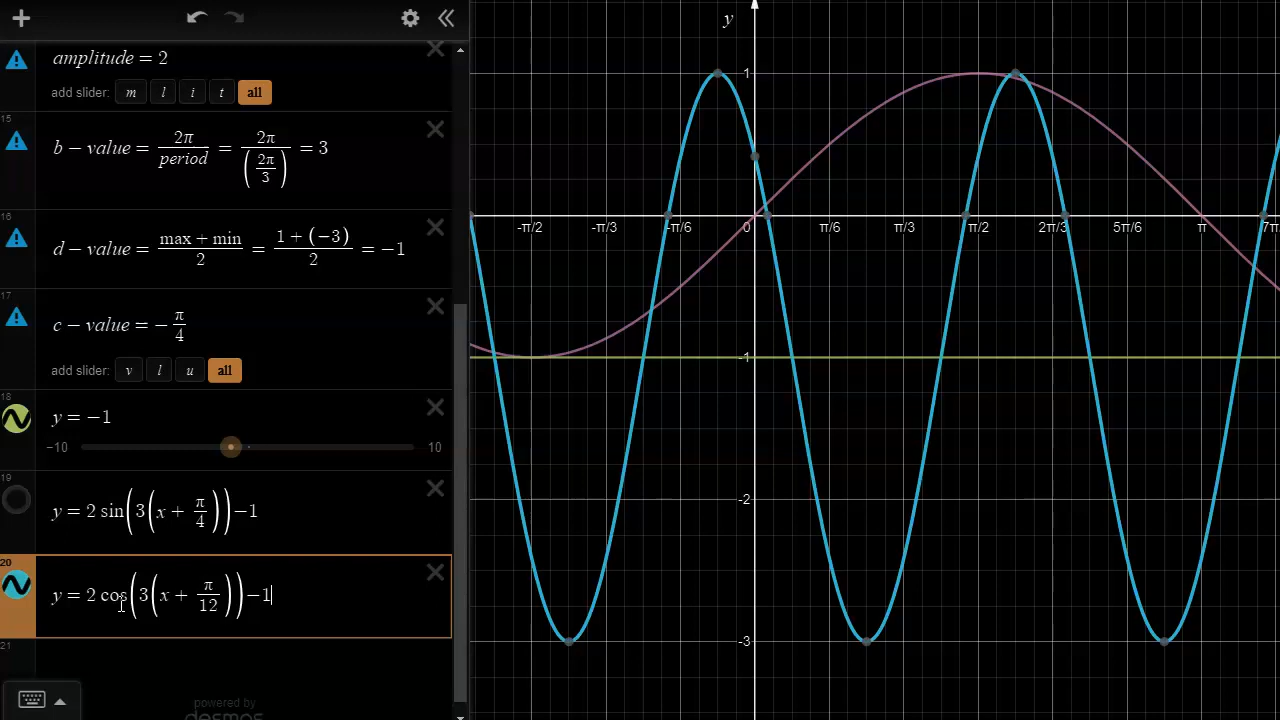 amplitude = 2
add slider: m l i t all
15
b − value = 2π/period = 2π/(2π/3) = 3
16
d − value = max + min/2 = 1 + (−3)/2 = −1
17
c − value = −π/4
add slider: v l u all
18
y = −1
−10 10
19
y = 2 sin(3(x + π/4))−1
20
y = 2 cos(3(x + π/12))−1
21
powered by
desmos
y
1
-π/2 -π/3 -π/6 0 π/6 π/3 π/2 2π/3 5π/6 π
-1
-2
-3